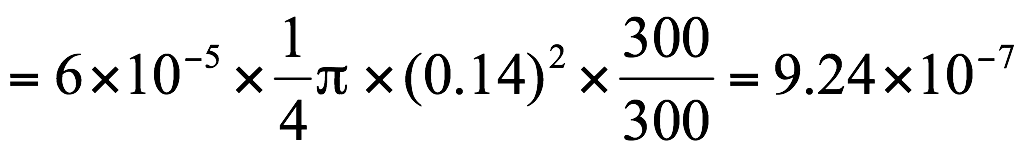 = 6×10⁻⁵ × 1/4 π × (0.14)² × 300/300 = 9.24×10⁻⁷